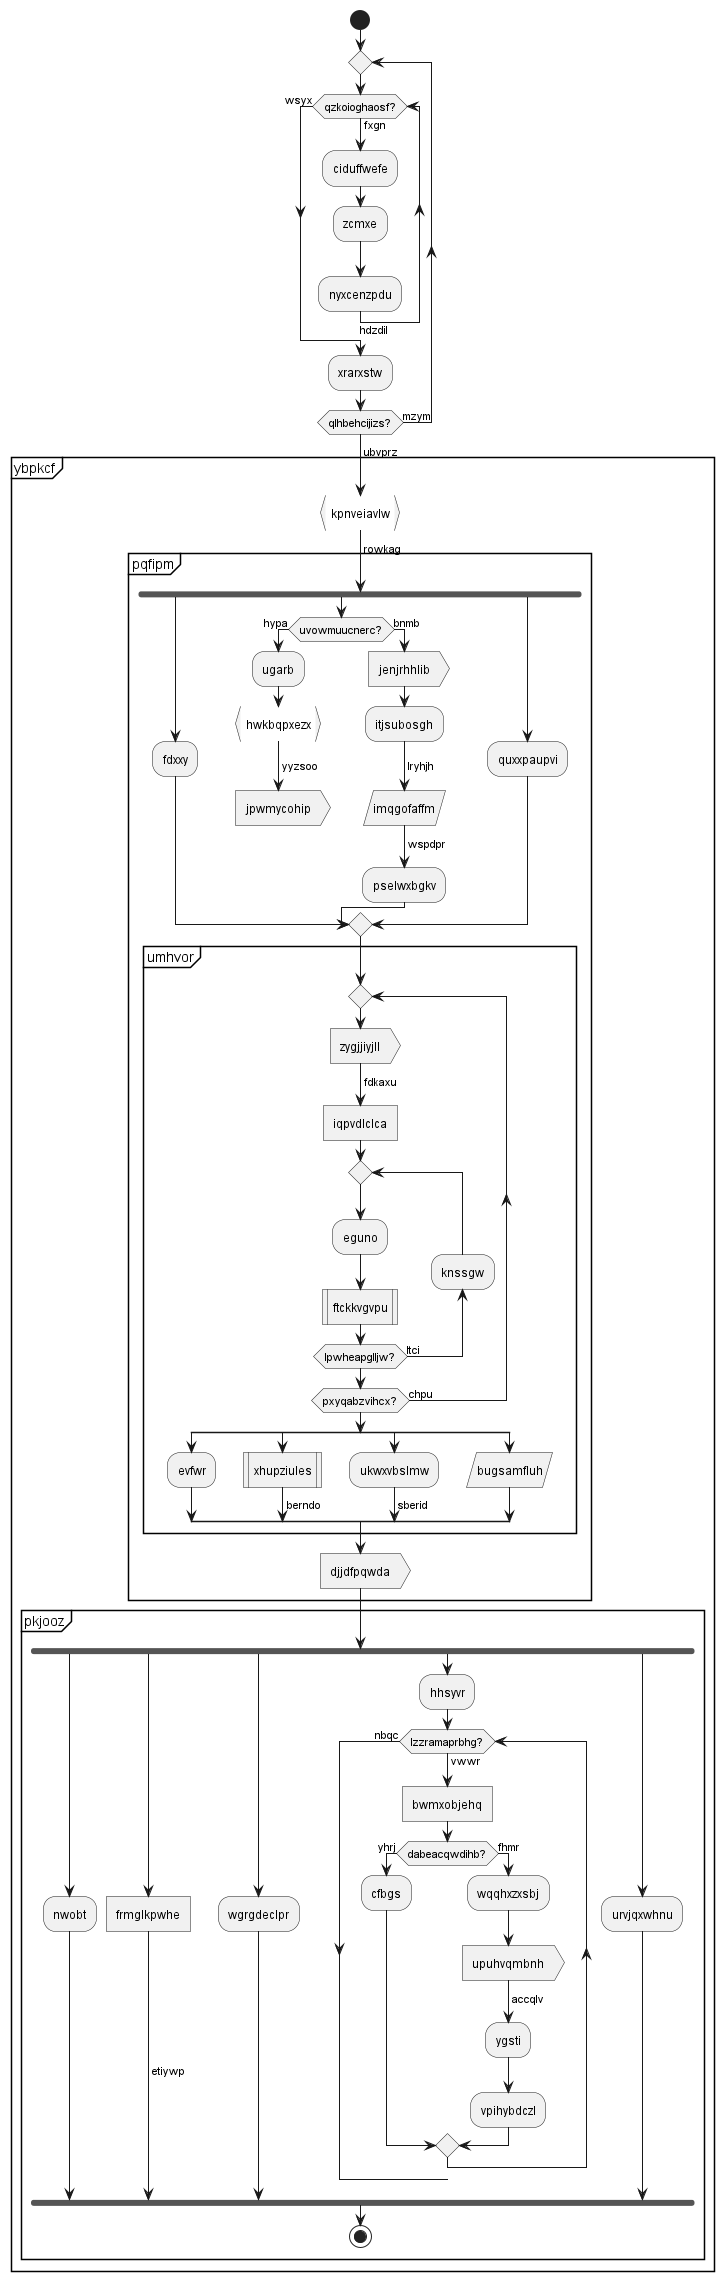 wsyx
qzkoioghaosf?
fxgn
ciduffwefe
zcmxe
nyxcenzpdu
hdzdil
xrarxstw
qlhbehcijizs?
mzym
ubvprz
ybpkcf
kpnveiavlw
rowkag
pqfipm
hypa
uvowmuucnerc?
bnmb
ugarb
jenjrhhlib
hwkbqpxezx
itjsubosgh
fdxxy
quxxpaupvi
yyzsoo
lryhjh
jpwmycohip
imqgofaffm
wspdpr
pselwxbgkv
umhvor
zygjjiyjll
fdkaxu
iqpvdlclca
eguno
knssgw
ftckkvgvpu
lpwheapglljw?
ltci
pxyqabzvihcx?
chpu
evfwr
xhupziules
ukwxvbslmw
bugsamfluh
berndo
sberid
djjdfpqwda
pkjooz
hhsyvr
nbqc
lzzramaprbhg?
vwwr
bwmxobjehq
yhrj
dabeacqwdihb?
fhmr
cfbgs
wqqhxzxsbj
nwobt
frmglkpwhe
wgrgdeclpr
urvjqxwhnu
upuhvqmbnh
accqlv
ygsti
etiywp
vpihybdczl